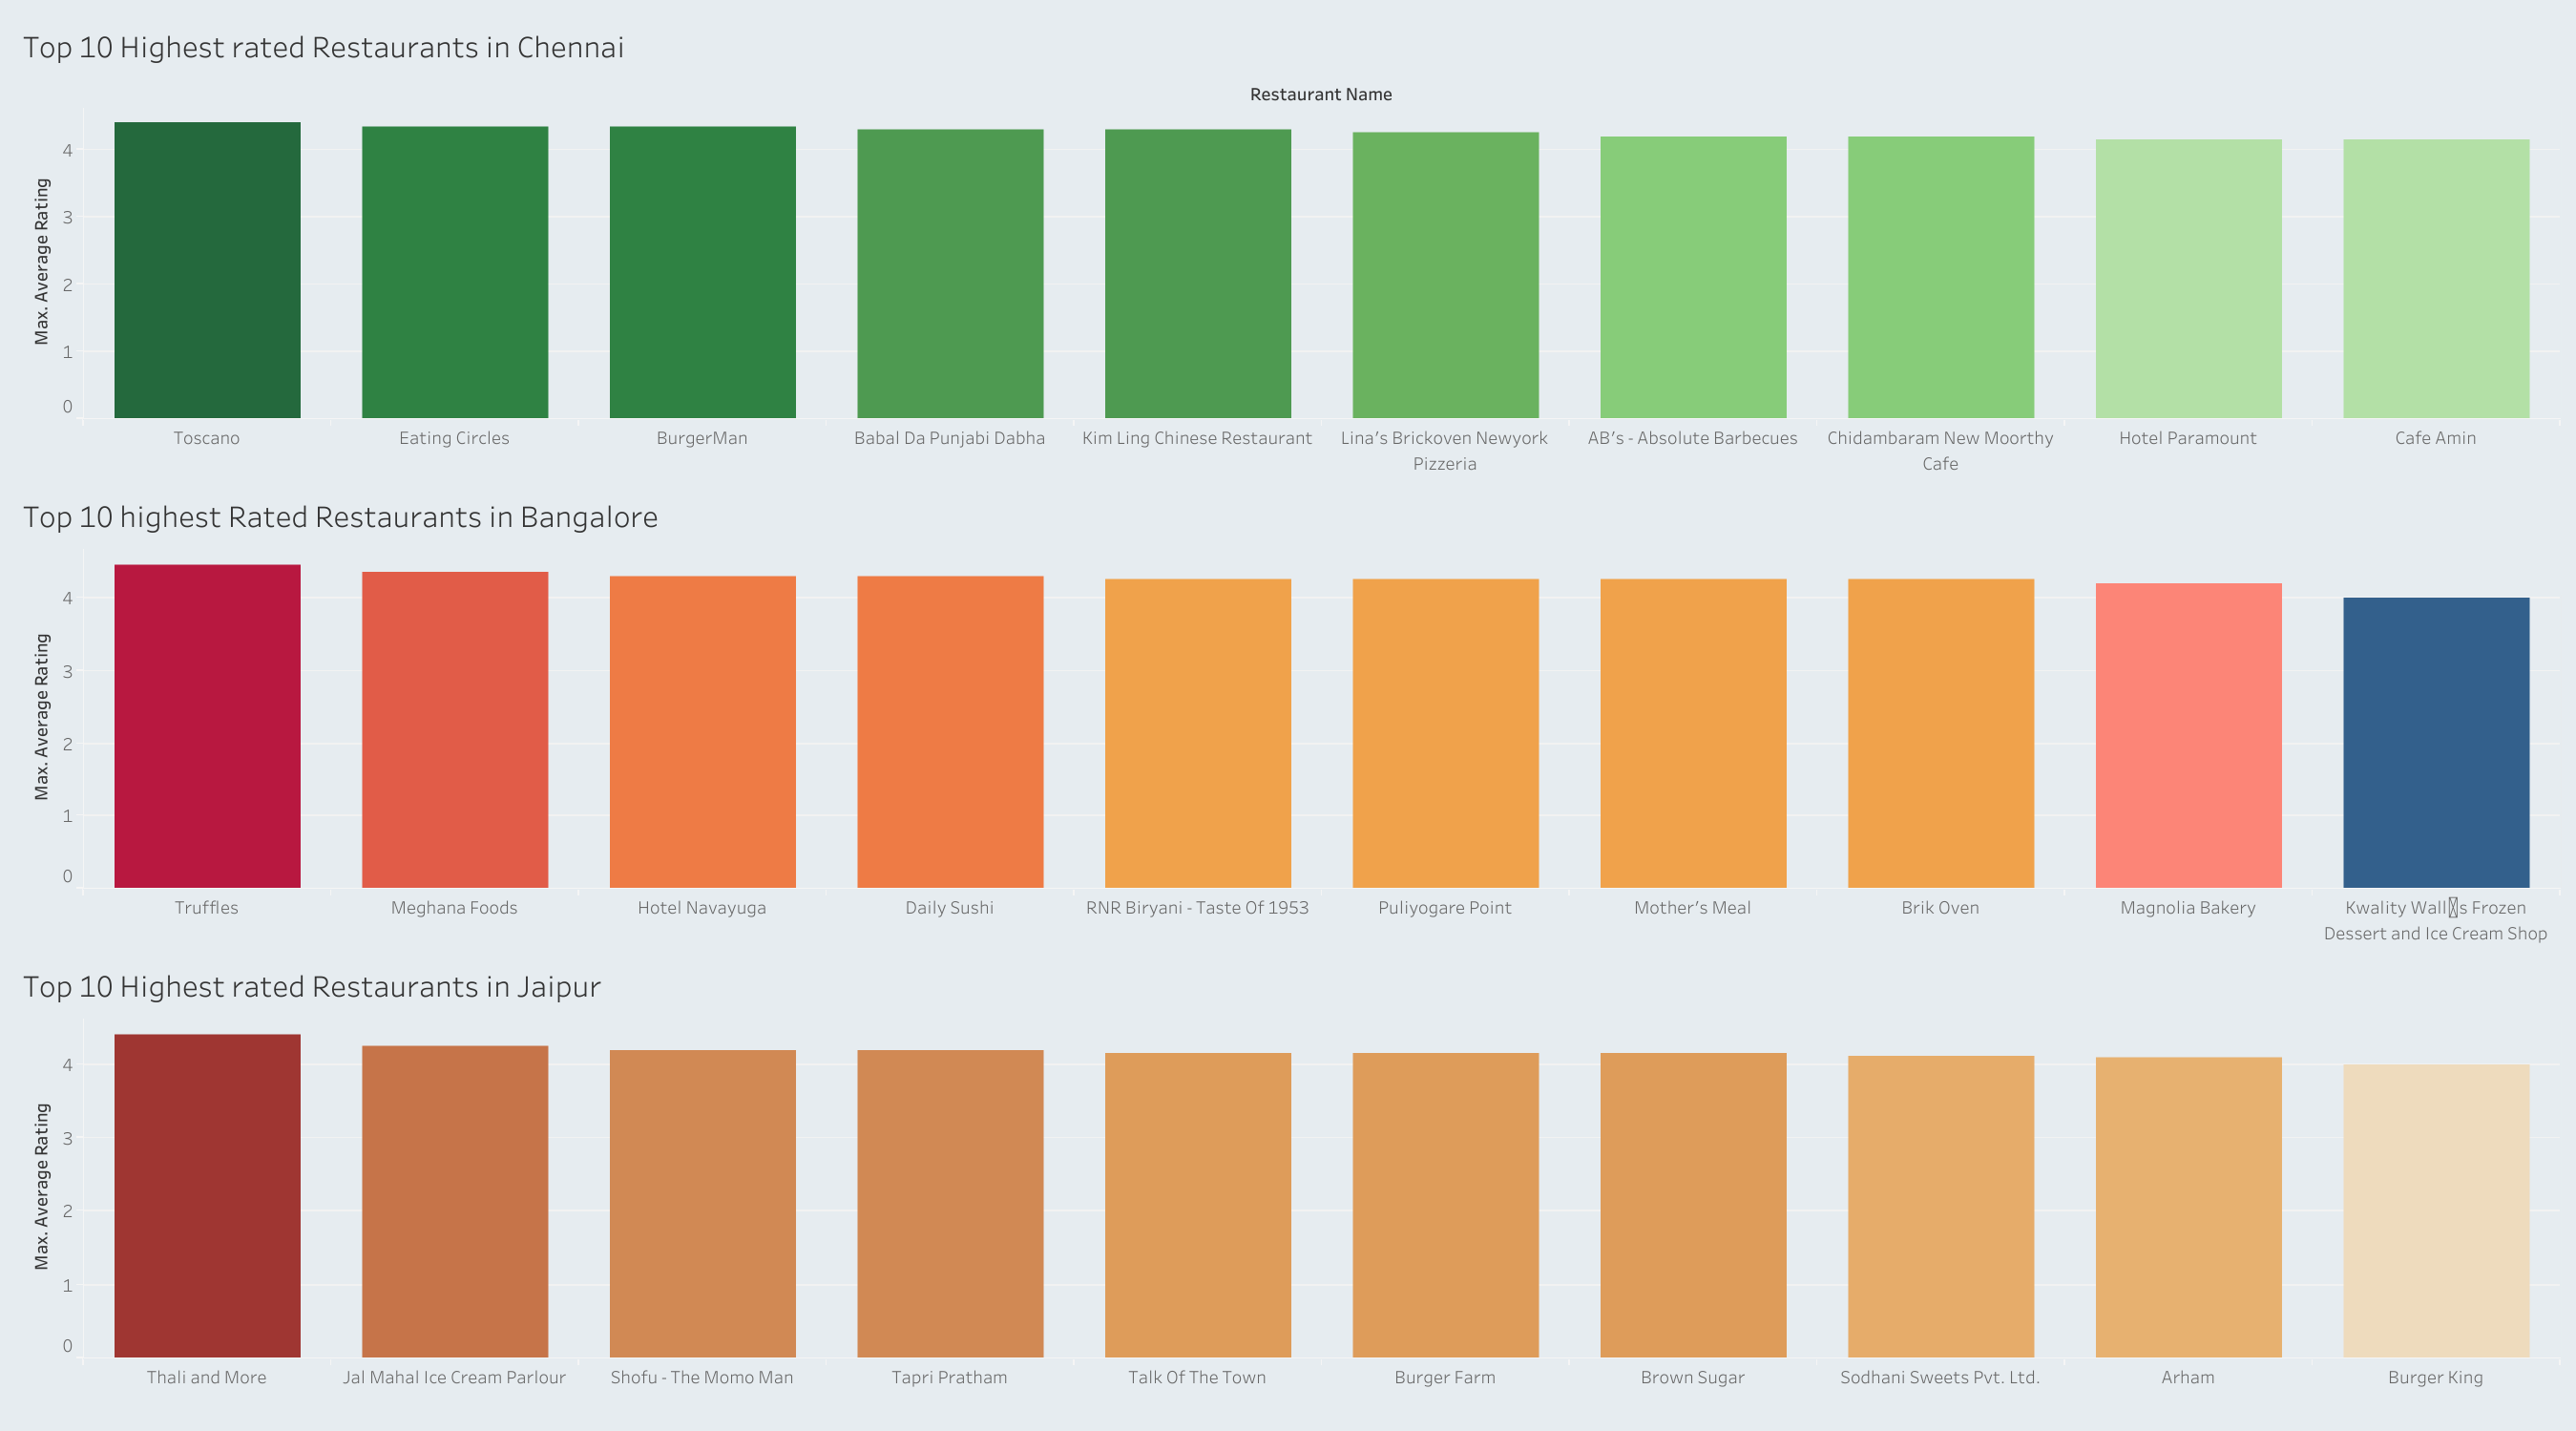 Top 10 Highest rated Restaurants in Chennai
Restaurant Name
Max. Average Rating
4
3
2
1
0
Toscano
Eating Circles
BurgerMan
Babal Da Punjabi Dabha
Kim Ling Chinese Restaurant
Lina's Brickoven Newyork
Pizzeria
AB's - Absolute Barbecues
Chidambaram New Moorthy
Cafe
Hotel Paramount
Cafe Amin
Top 10 highest Rated Restaurants in Bangalore
Max. Average Rating
4
3
2
1
0
Truffles
Meghana Foods
Hotel Navayuga
Daily Sushi
RNR Biryani - Taste Of 1953
Puliyogare Point
Mother's Meal
Brik Oven
Magnolia Bakery
Kwality Wall▯s Frozen
Dessert and Ice Cream Shop
Top 10 Highest rated Restaurants in Jaipur
Max. Average Rating
4
3
2
1
0
Thali and More
Jal Mahal Ice Cream Parlour
Shofu - The Momo Man
Tapri Pratham
Talk Of The Town
Burger Farm
Brown Sugar
Sodhani Sweets Pvt. Ltd.
Arham
Burger King